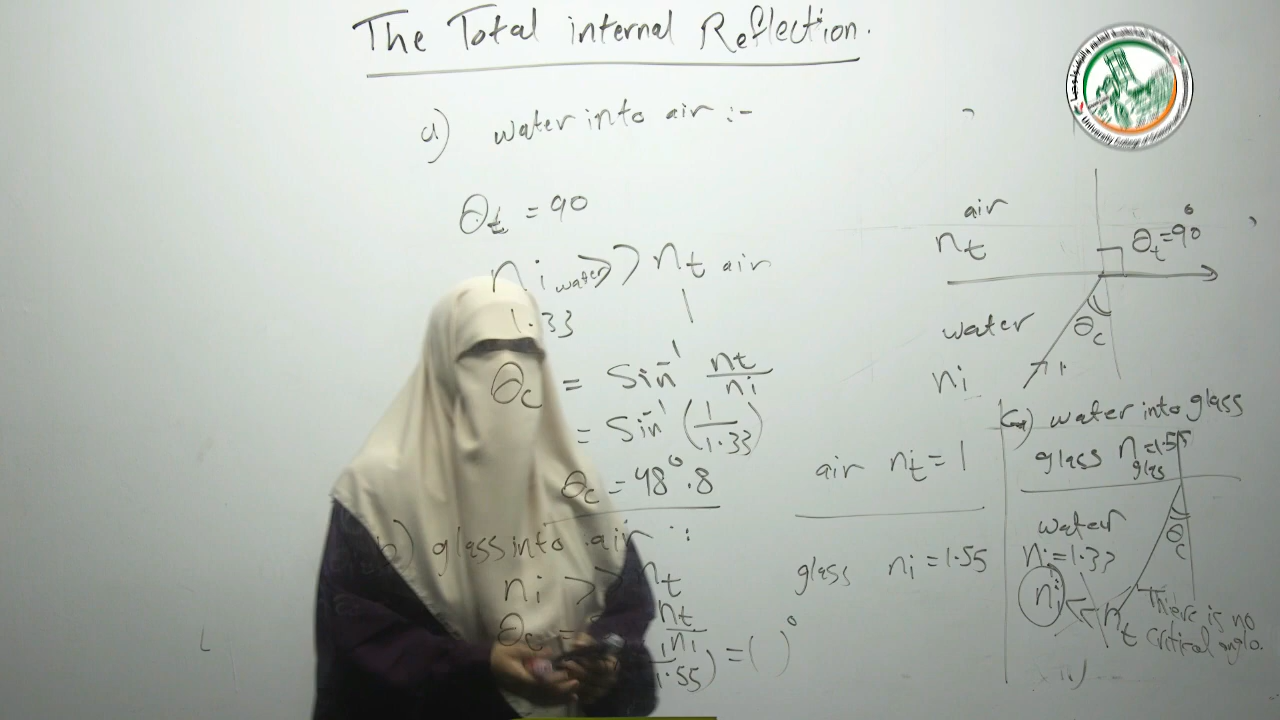 The Total internal Reflection.
a) water into air :-
θt = 90
ni water >> nt air
1.33 1
θc = Sin⁻¹ nt/ni
= Sin⁻¹ (1/1.33)
θc = 48°.8
b) glass into air :
ni >> nt
θc = nt/ni
1.55) = ( )°
air nt = 1
glass ni = 1.55
air
nt θt=90°
water θc
ni
water into glass
glass n glass =1.55
water
ni=1.33 θc
ni nt There is no
critical angle.
University College of